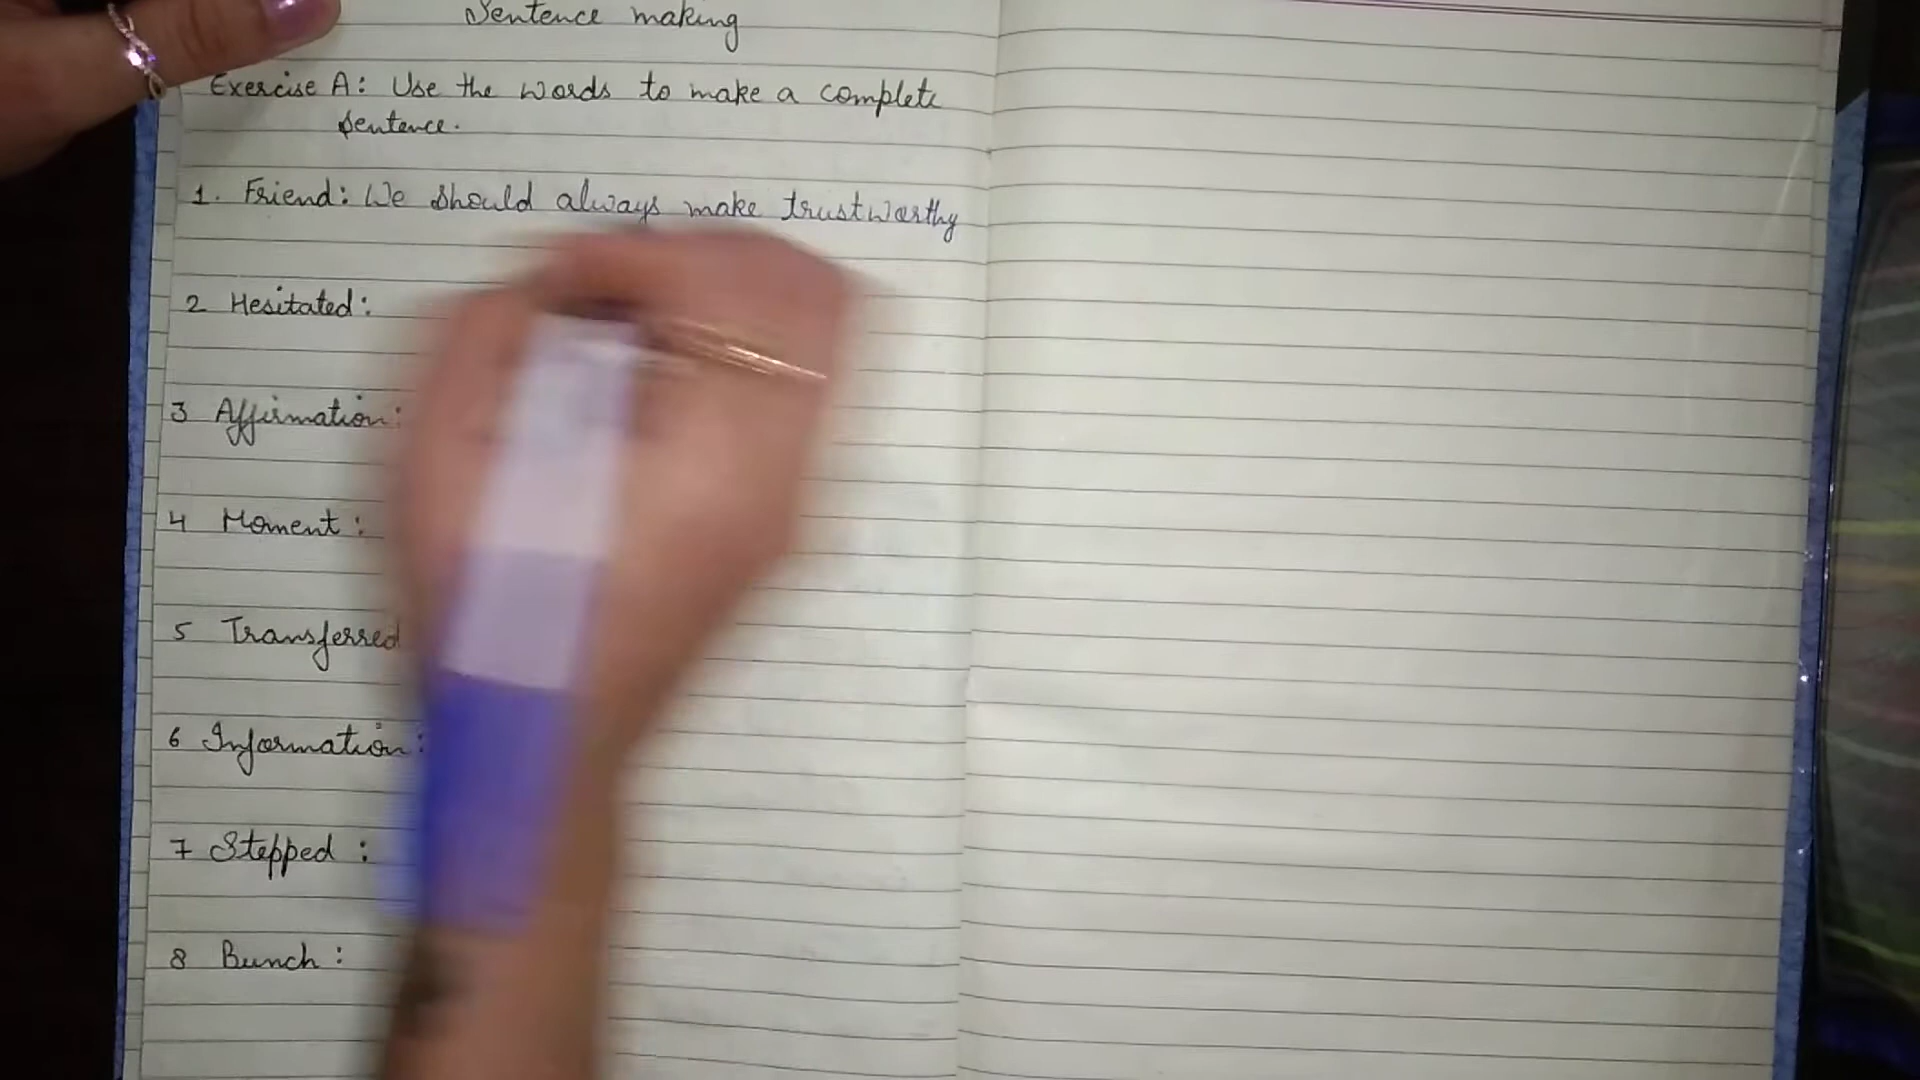 Sentence making
Exercise A: Use the words to make a complete
sentence.
1. Friend: We should always make trustworthy
2 Hesitated:
3 Affirmation:
4 Moment:
5 Transferred
6 Information:
7 Stepped:
8 Bunch: